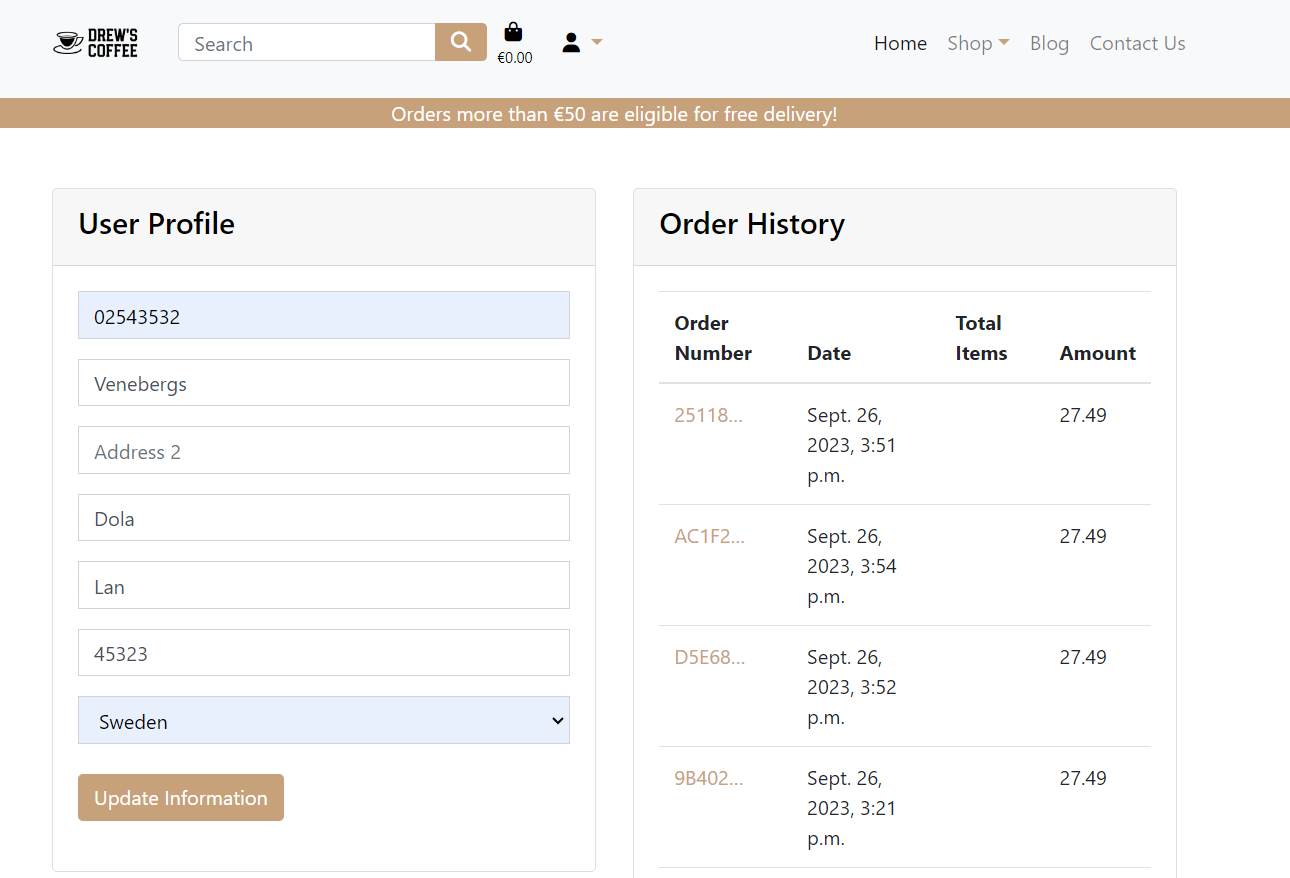 DREW'S
COFFEE
Search
€0.00
Home Shop Blog Contact Us
Orders more than €50 are eligible for free delivery!
User Profile
02543532
Venebergs
Address 2
Dola
Lan
45323
Sweden
Update Information
Order History
Order Number Date Total Items Amount
25118... Sept. 26, 2023, 3:51 p.m. 27.49
AC1F2... Sept. 26, 2023, 3:54 p.m. 27.49
D5E68... Sept. 26, 2023, 3:52 p.m. 27.49
9B402... Sept. 26, 2023, 3:21 p.m. 27.49